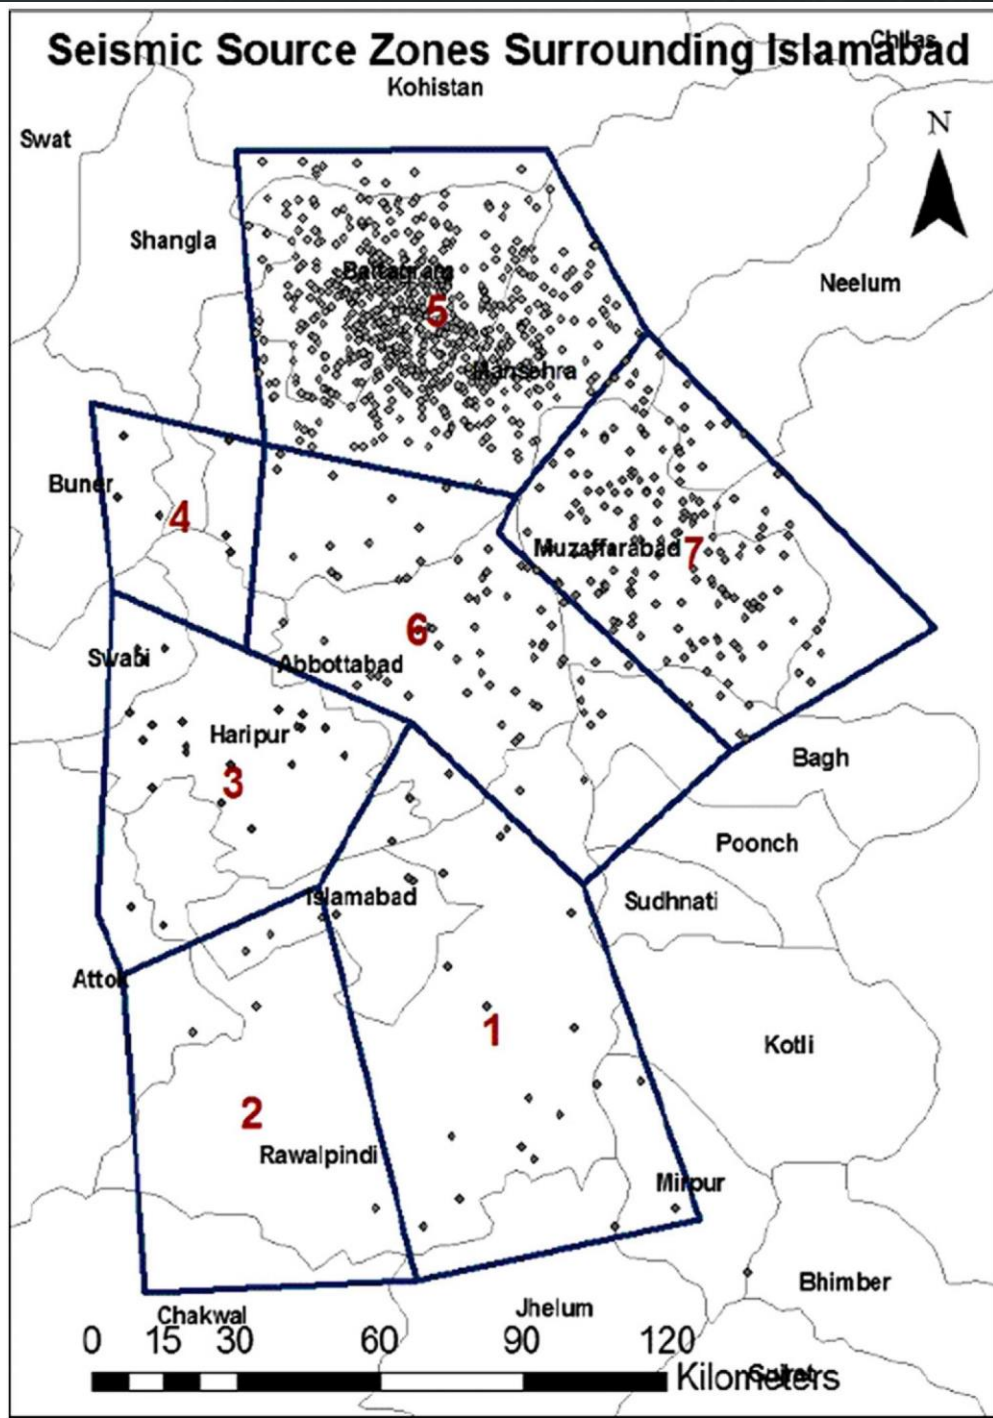 Seismic Source Zones Surrounding Islamabad
Chilas
Kohistan
N
Swat
Shangla
Battagram
Neelum
5
Mansehra
Buner
4
Muzaffarabad
7
6
Swabi
Abbottabad
Haripur
Bagh
3
Poonch
Islamabad
Sudhnati
Attok
1
Kotli
2
Rawalpindi
Mirpur
Bhimber
Chakwal
Jhelum
0 15 30 60 90 120
Kilometers
Gujrat